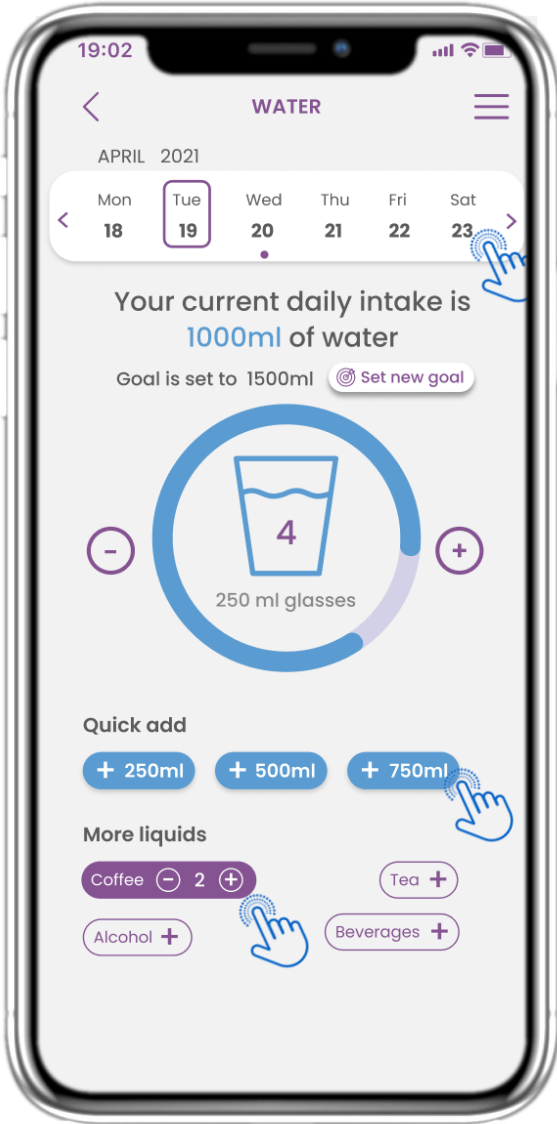 19:02
WATER
APRIL 2021
Mon Tue Wed Thu Fri Sat
< 18 19 20 21 22 23 >
Your current daily intake is
1000ml of water
Goal is set to 1500ml Set new goal
4
- +
250 ml glasses
Quick add
+ 250ml + 500ml + 750ml
More liquids
Coffee - 2 + Tea +
Alcohol + Beverages +